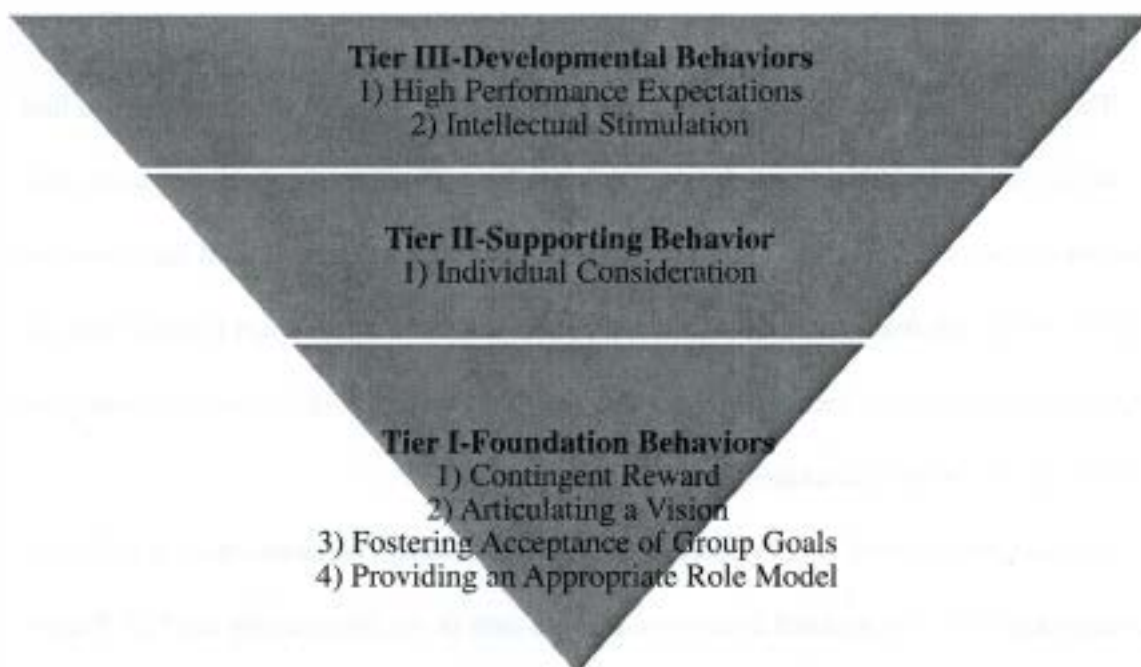 Tier III-Developmental Behaviors
1) High Performance Expectations
2) Intellectual Stimulation
Tier II-Supporting Behavior
1) Individual Consideration
Tier I-Foundation Behaviors
1) Contingent Reward
2) Articulating a Vision
3) Fostering Acceptance of Group Goals
4) Providing an Appropriate Role Model